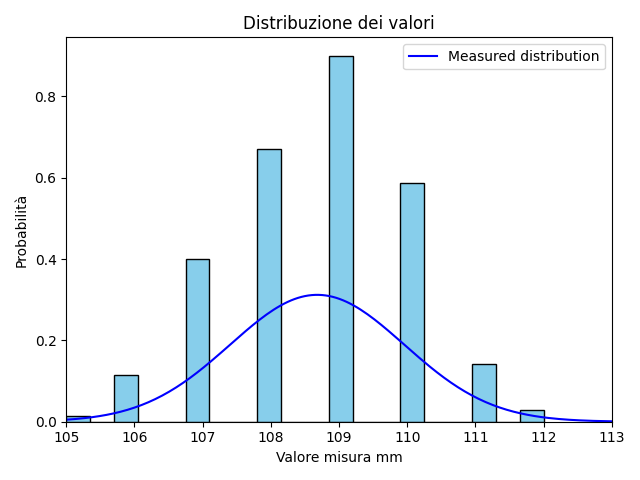 Distribuzione dei valori
Measured distribution
Probabilità
0.8
0.6
0.4
0.2
0.0
105 106 107 108 109 110 111 112 113
Valore misura mm